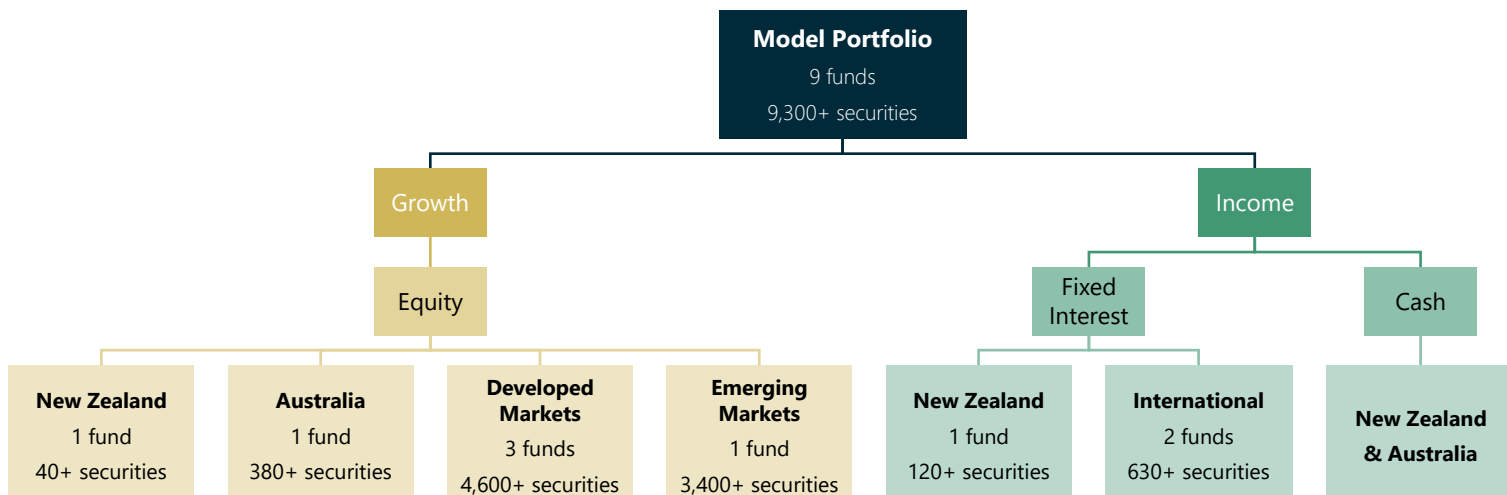 Model Portfolio
9 funds
9,300+ securities
Growth
Income
Equity
Fixed
Interest
Cash
New Zealand
1 fund
40+ securities
Australia
1 fund
380+ securities
Developed
Markets
3 funds
4,600+ securities
Emerging
Markets
1 fund
3,400+ securities
New Zealand
1 fund
120+ securities
International
2 funds
630+ securities
New Zealand
& Australia